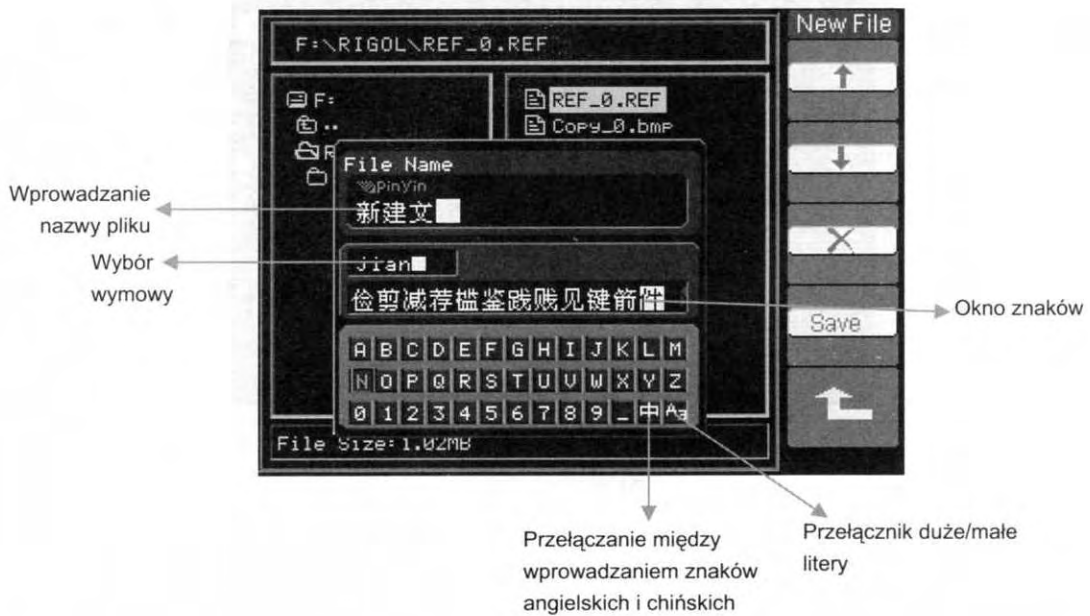 New File
F:\RIGOL\REF_0.REF
F:
..
R
REF_0.REF
Copy_0.bmp
File Name
PinYin
新建文
jian
俭剪减荐槛鉴践贱见键箭件
A B C D E F G H I J K L M
N O P Q R S T U V W X Y Z
0 1 2 3 4 5 6 7 8 9 _ 中 Aa
File Size: 1.02MB
Save
Wprowadzanie
nazwy pliku
Wybór
wymowy
Okno znaków
Przełączanie między
wprowadzaniem znaków
angielskich i chińskich
Przełącznik duże/małe
litery